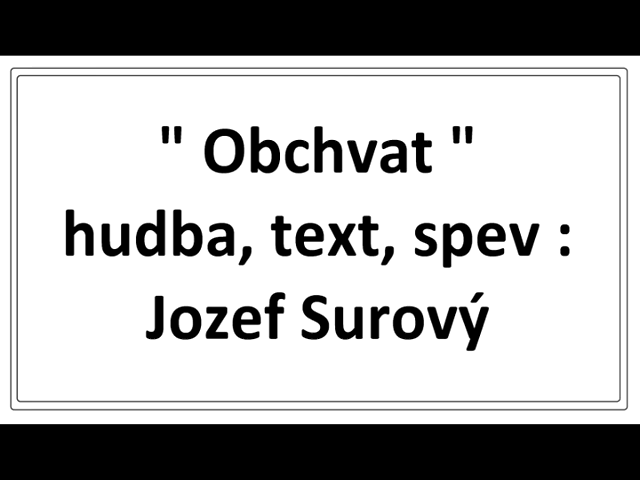 " Obchvat "
hudba, text, spev :
Jozef Surový